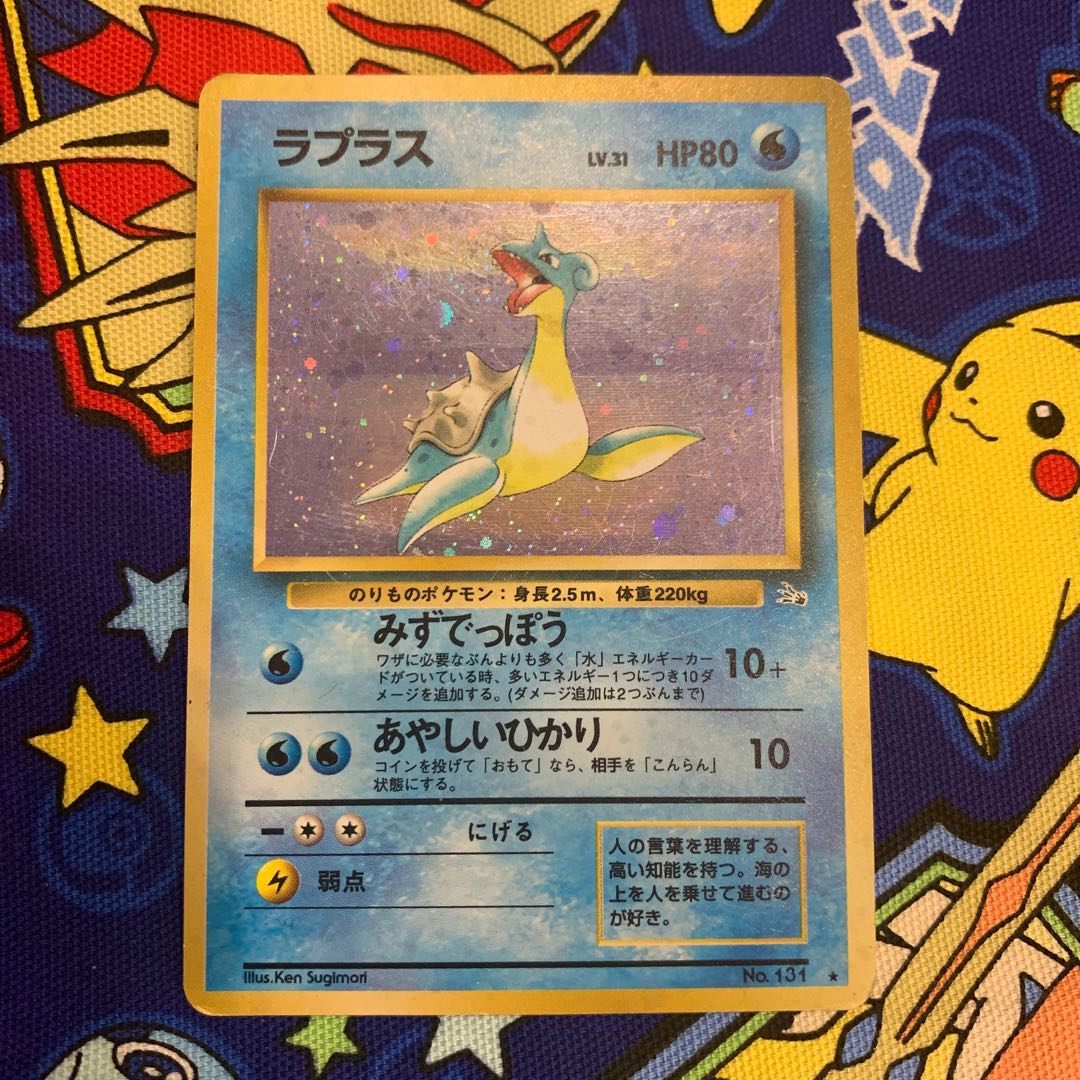 ラプラス LV.31 HP80
のりものポケモン：身長2.5m、体重220kg
みずでっぽう
ワザに必要なぶんよりも多く「水」エネルギーカー
ドがついている時、多いエネルギー1つにつき10ダ
メージを追加する。(ダメージ追加は2つぶんまで)
10+
あやしいひかり
コインを投げて「おもて」なら、相手を「こんらん」
状態にする。
10
にげる
弱点
人の言葉を理解する、
高い知能を持つ。海の
上を人を乗せて進むの
が好き。
Illus.Ken Sugimori
No. 131 ★